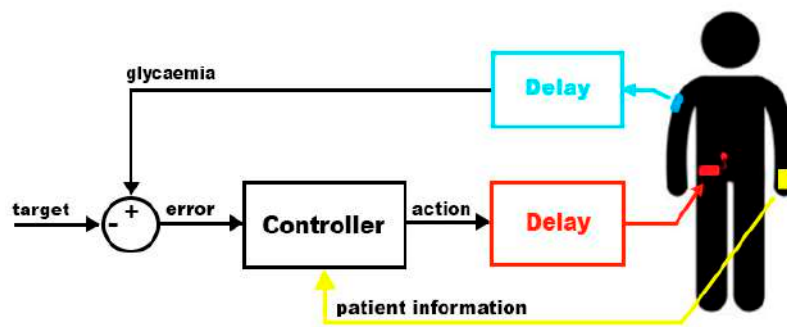 glycaemia
Delay
target
+
-
error
Controller
action
Delay
patient information